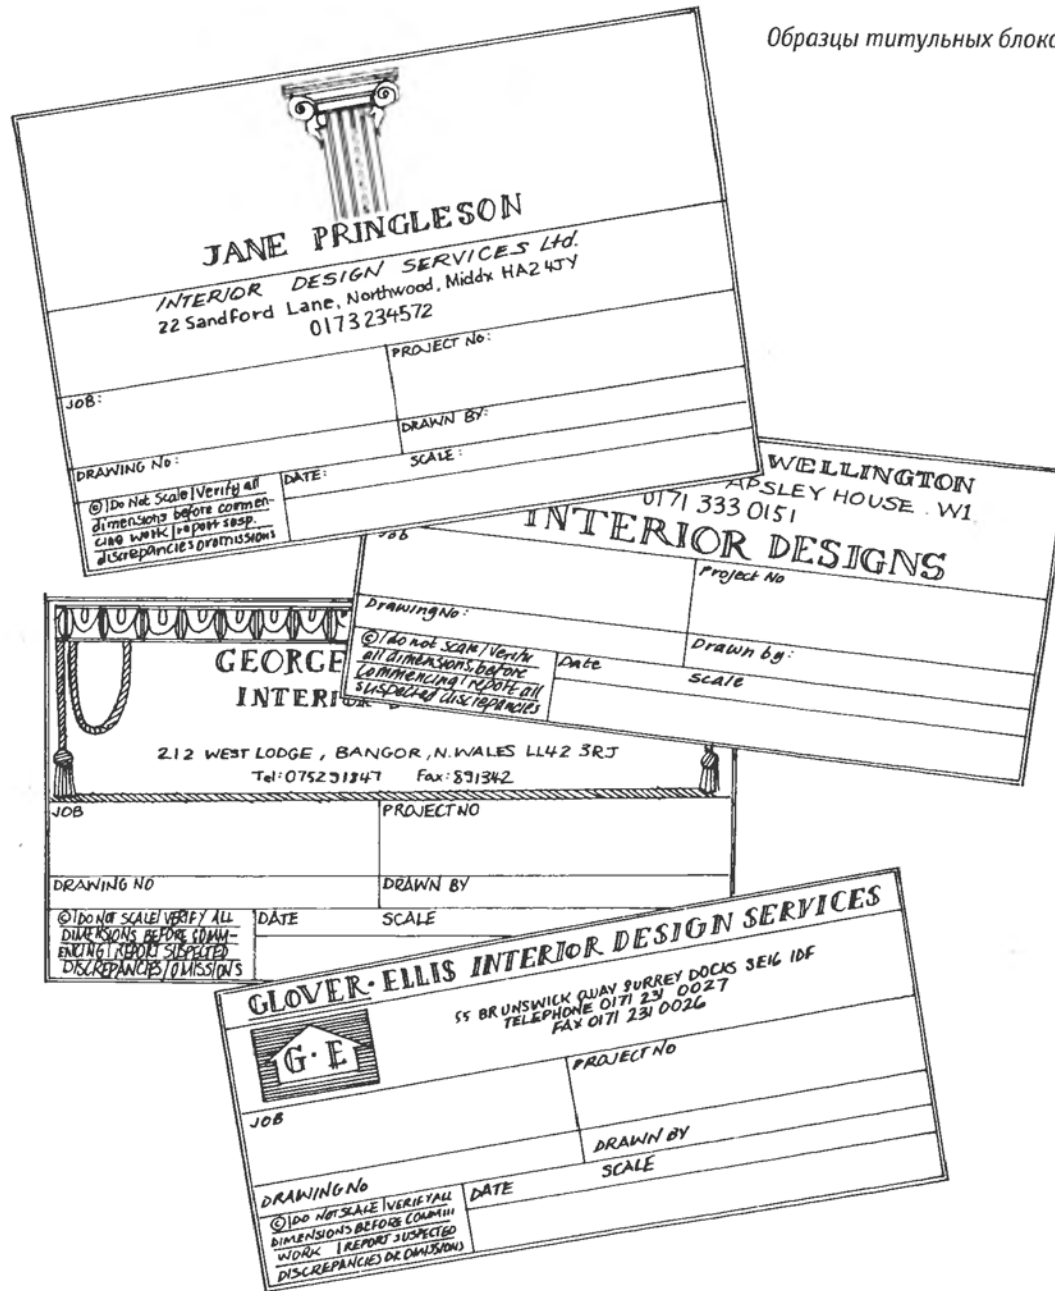 Образцы титульных блоко
JANE PRINGLESON
INTERIOR DESIGN SERVICES Ltd.
22 Sandford Lane, Northwood, Middx HA2 4JY
0173234572
JOB:
PROJECT No:
DRAWING No:
DRAWN BY:
© | Do Not Scale | Verify all
dimensions before commen-
cing work | report susp.
discrepancies or omissions
DATE:
SCALE:
WELLINGTON
APSLEY HOUSE . W1
0171 333 0151
INTERIOR DESIGNS
Job
Project No
Drawing No:
Drawn by:
© | do not scale | Verify
all dimensions, before
commencing | report all
suspected discrepancies
Date
Scale
GEORGE
INTERI
212 WEST LODGE , BANGOR , N. WALES LL42 3RJ
Tel: 075291847 Fax: 891342
JOB
PROJECT NO
DRAWING NO
DRAWN BY
© | DO NOT SCALE | VERIFY ALL
DIMENSIONS BEFORE COMM-
ENCING | REPORT SUSPECTED
DISCREPANCIES / OMISSIONS
DATE
SCALE
GLOVER·ELLIS INTERIOR DESIGN SERVICES
55 BRUNSWICK QUAY SURREY DOCKS SE16 1DF
TELEPHONE 0171 231 0027
FAX 0171 231 0026
G·E
JOB
PROJECT NO
DRAWING No
DRAWN BY
© | DO NOT SCALE | VERIFY ALL
DIMENSIONS BEFORE
WORK | REPORT SUSPECTED
DISCREPANCIES OR OMISSIONS
DATE
SCALE